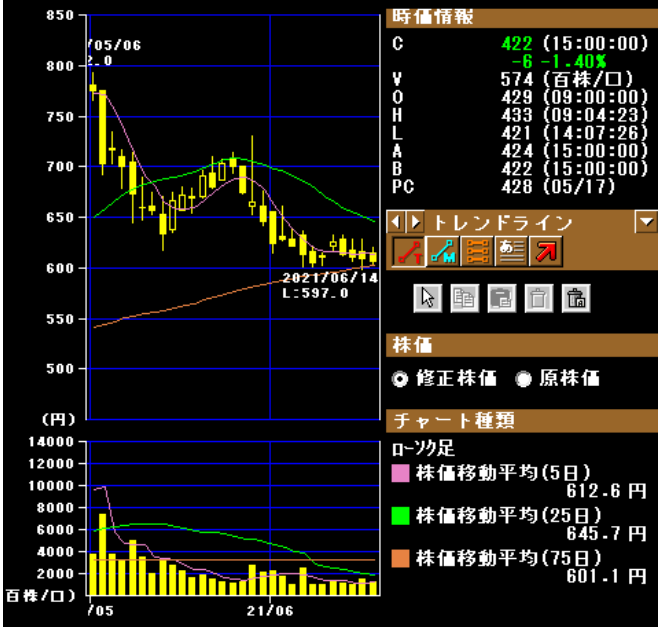 850
/05/06
2.0
800
750
700
650
600
2021/06/14
L:597.0
550
500
(円)
14000
12000
10000
8000
6000
4000
2000
百株/口)
/05
21/06
時価情報
C 422 (15:00:00)
-6 -1.40%
V 574 (百株/口)
O 429 (09:00:00)
H 433 (09:04:23)
L 421 (14:07:26)
A 424 (15:00:00)
B 422 (15:00:00)
PC 428 (05/17)
トレンドライン
T
M
あ
株価
修正株価 原株価
チャート種類
ローソク足
株価移動平均(5日)
612.6 円
株価移動平均(25日)
645.7 円
株価移動平均(75日)
601.1 円